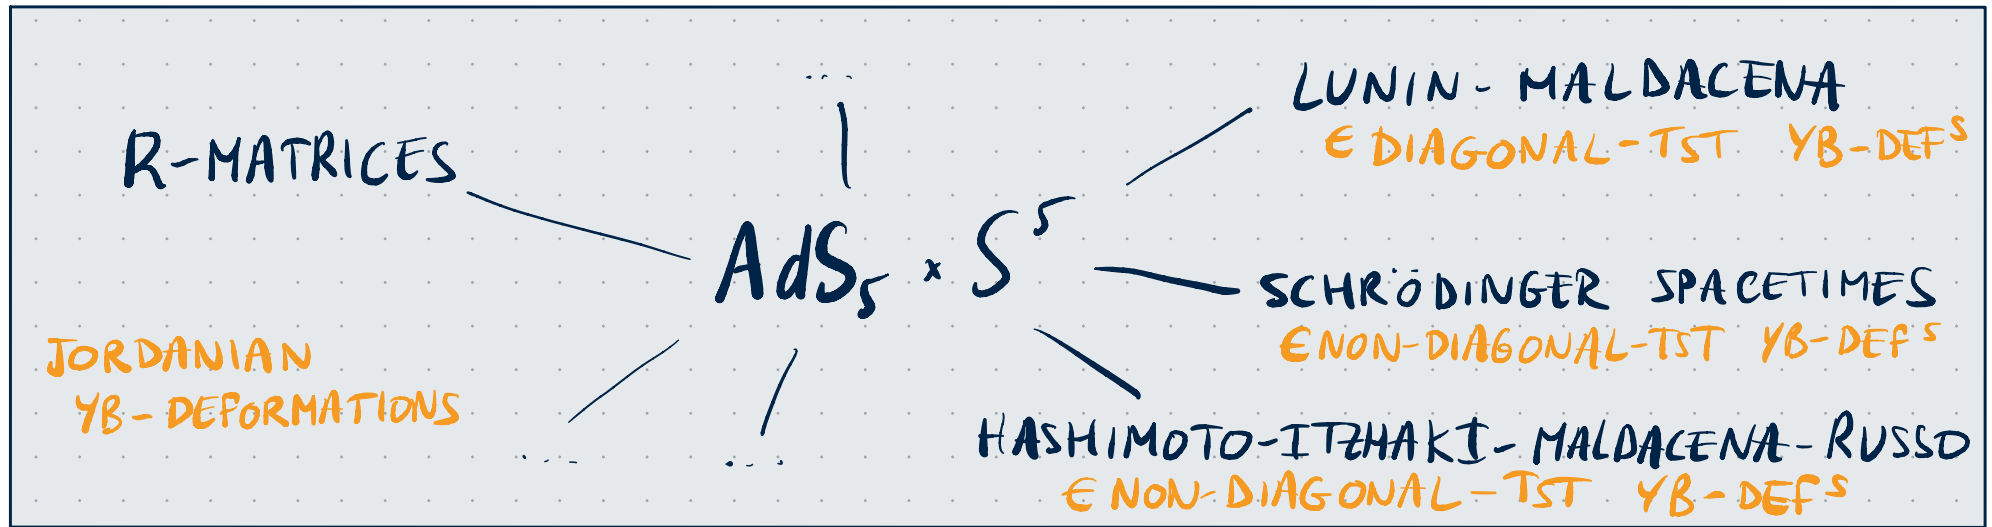 ...
LUNIN - MALDACENA
∈ DIAGONAL-TST YB-DEFˢ
R-MATRICES
AdS₅ × S⁵
SCHRÖDINGER SPACETIMES
∈ NON-DIAGONAL-TST YB-DEFˢ
JORDANIAN
YB-DEFORMATIONS
HASHIMOTO-ITZHAKI-MALDACENA-RUSSO
∈ NON-DIAGONAL-TST YB-DEFˢ
... ...